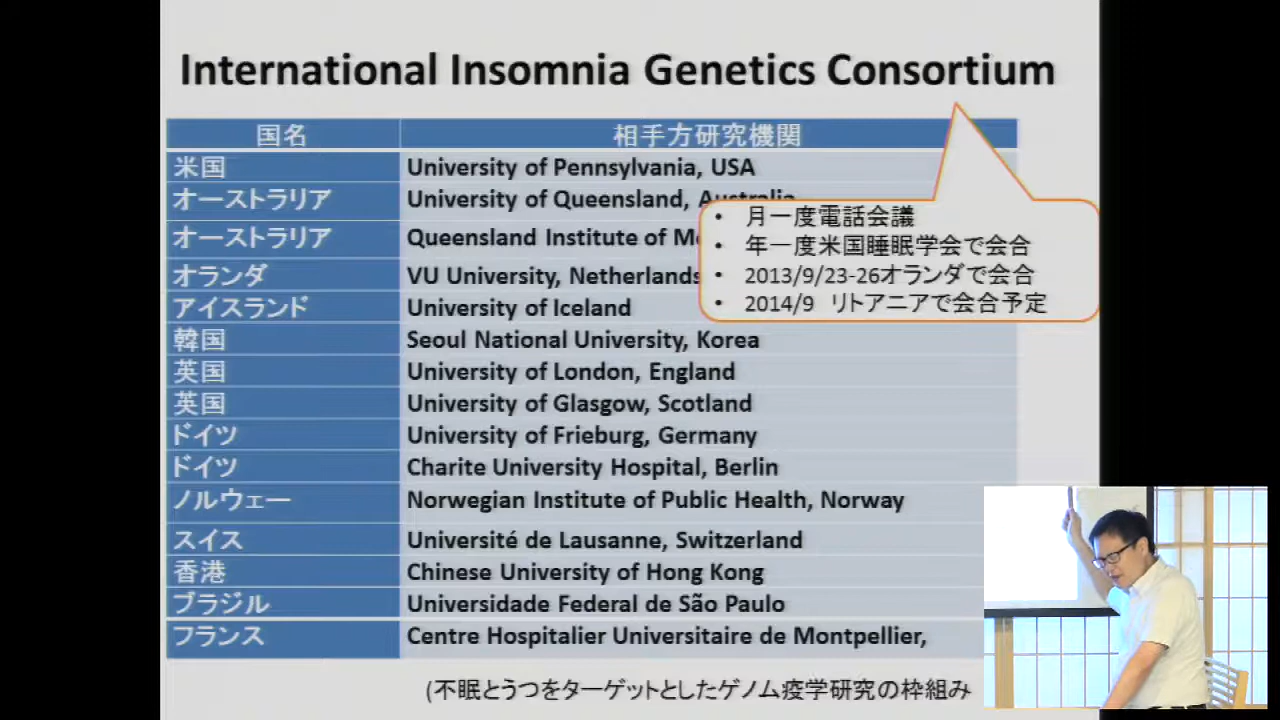 International Insomnia Genetics Consortium
国名 相手方研究機関
米国 University of Pennsylvania, USA
オーストラリア University of Queensland, Australia
オーストラリア Queensland Institute of
オランダ VU University, Netherlands
アイスランド University of Iceland
韓国 Seoul National University, Korea
英国 University of London, England
英国 University of Glasgow, Scotland
ドイツ University of Frieburg, Germany
ドイツ Charite University Hospital, Berlin
ノルウェー Norwegian Institute of Public Health, Norway
スイス Université de Lausanne, Switzerland
香港 Chinese University of Hong Kong
ブラジル Universidade Federal de São Paulo
フランス Centre Hospitalier Universitaire de Montpellier,
• 月一度電話会議
• 年一度米国睡眠学会で会合
• 2013/9/23-26オランダで会合
• 2014/9 リトアニアで会合予定
(不眠とうつをターゲットとしたゲノム疫学研究の枠組み